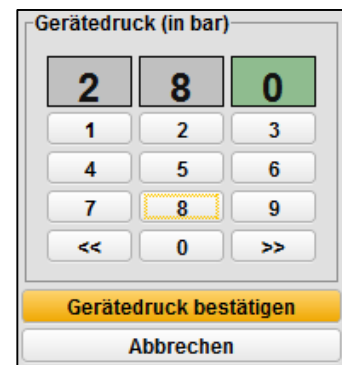 Gerätedruck (in bar)
2 8 0
1 2 3
4 5 6
7 8 9
<< 0 >>
Gerätedruck bestätigen
Abbrechen